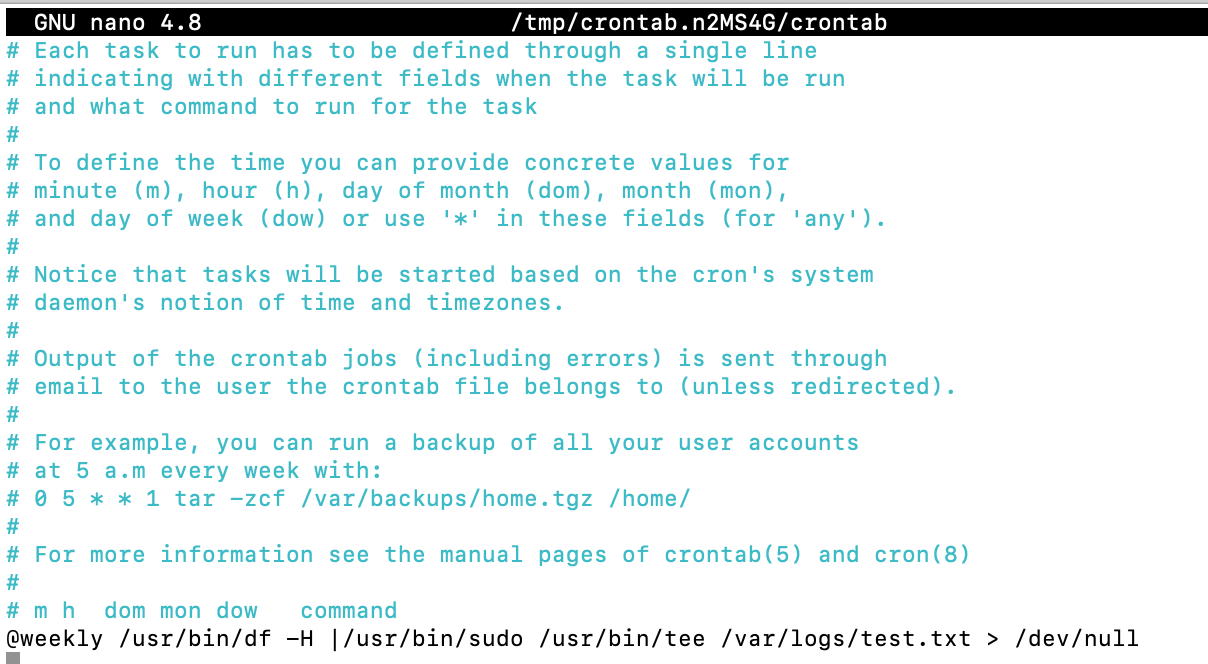 GNU nano 4.8 /tmp/crontab.n2MS4G/crontab
# Each task to run has to be defined through a single line
# indicating with different fields when the task will be run
# and what command to run for the task
#
# To define the time you can provide concrete values for
# minute (m), hour (h), day of month (dom), month (mon),
# and day of week (dow) or use '*' in these fields (for 'any').
#
# Notice that tasks will be started based on the cron's system
# daemon's notion of time and timezones.
#
# Output of the crontab jobs (including errors) is sent through
# email to the user the crontab file belongs to (unless redirected).
#
# For example, you can run a backup of all your user accounts
# at 5 a.m every week with:
# 0 5 * * 1 tar -zcf /var/backups/home.tgz /home/
#
# For more information see the manual pages of crontab(5) and cron(8)
#
# m h  dom mon dow   command
@weekly /usr/bin/df -H |/usr/bin/sudo /usr/bin/tee /var/logs/test.txt > /dev/null